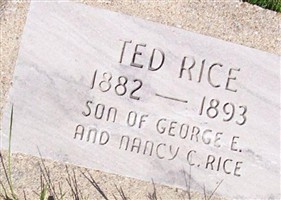 TED RICE
1882 — 1893
SON OF GEORGE E.
AND NANCY C. RICE